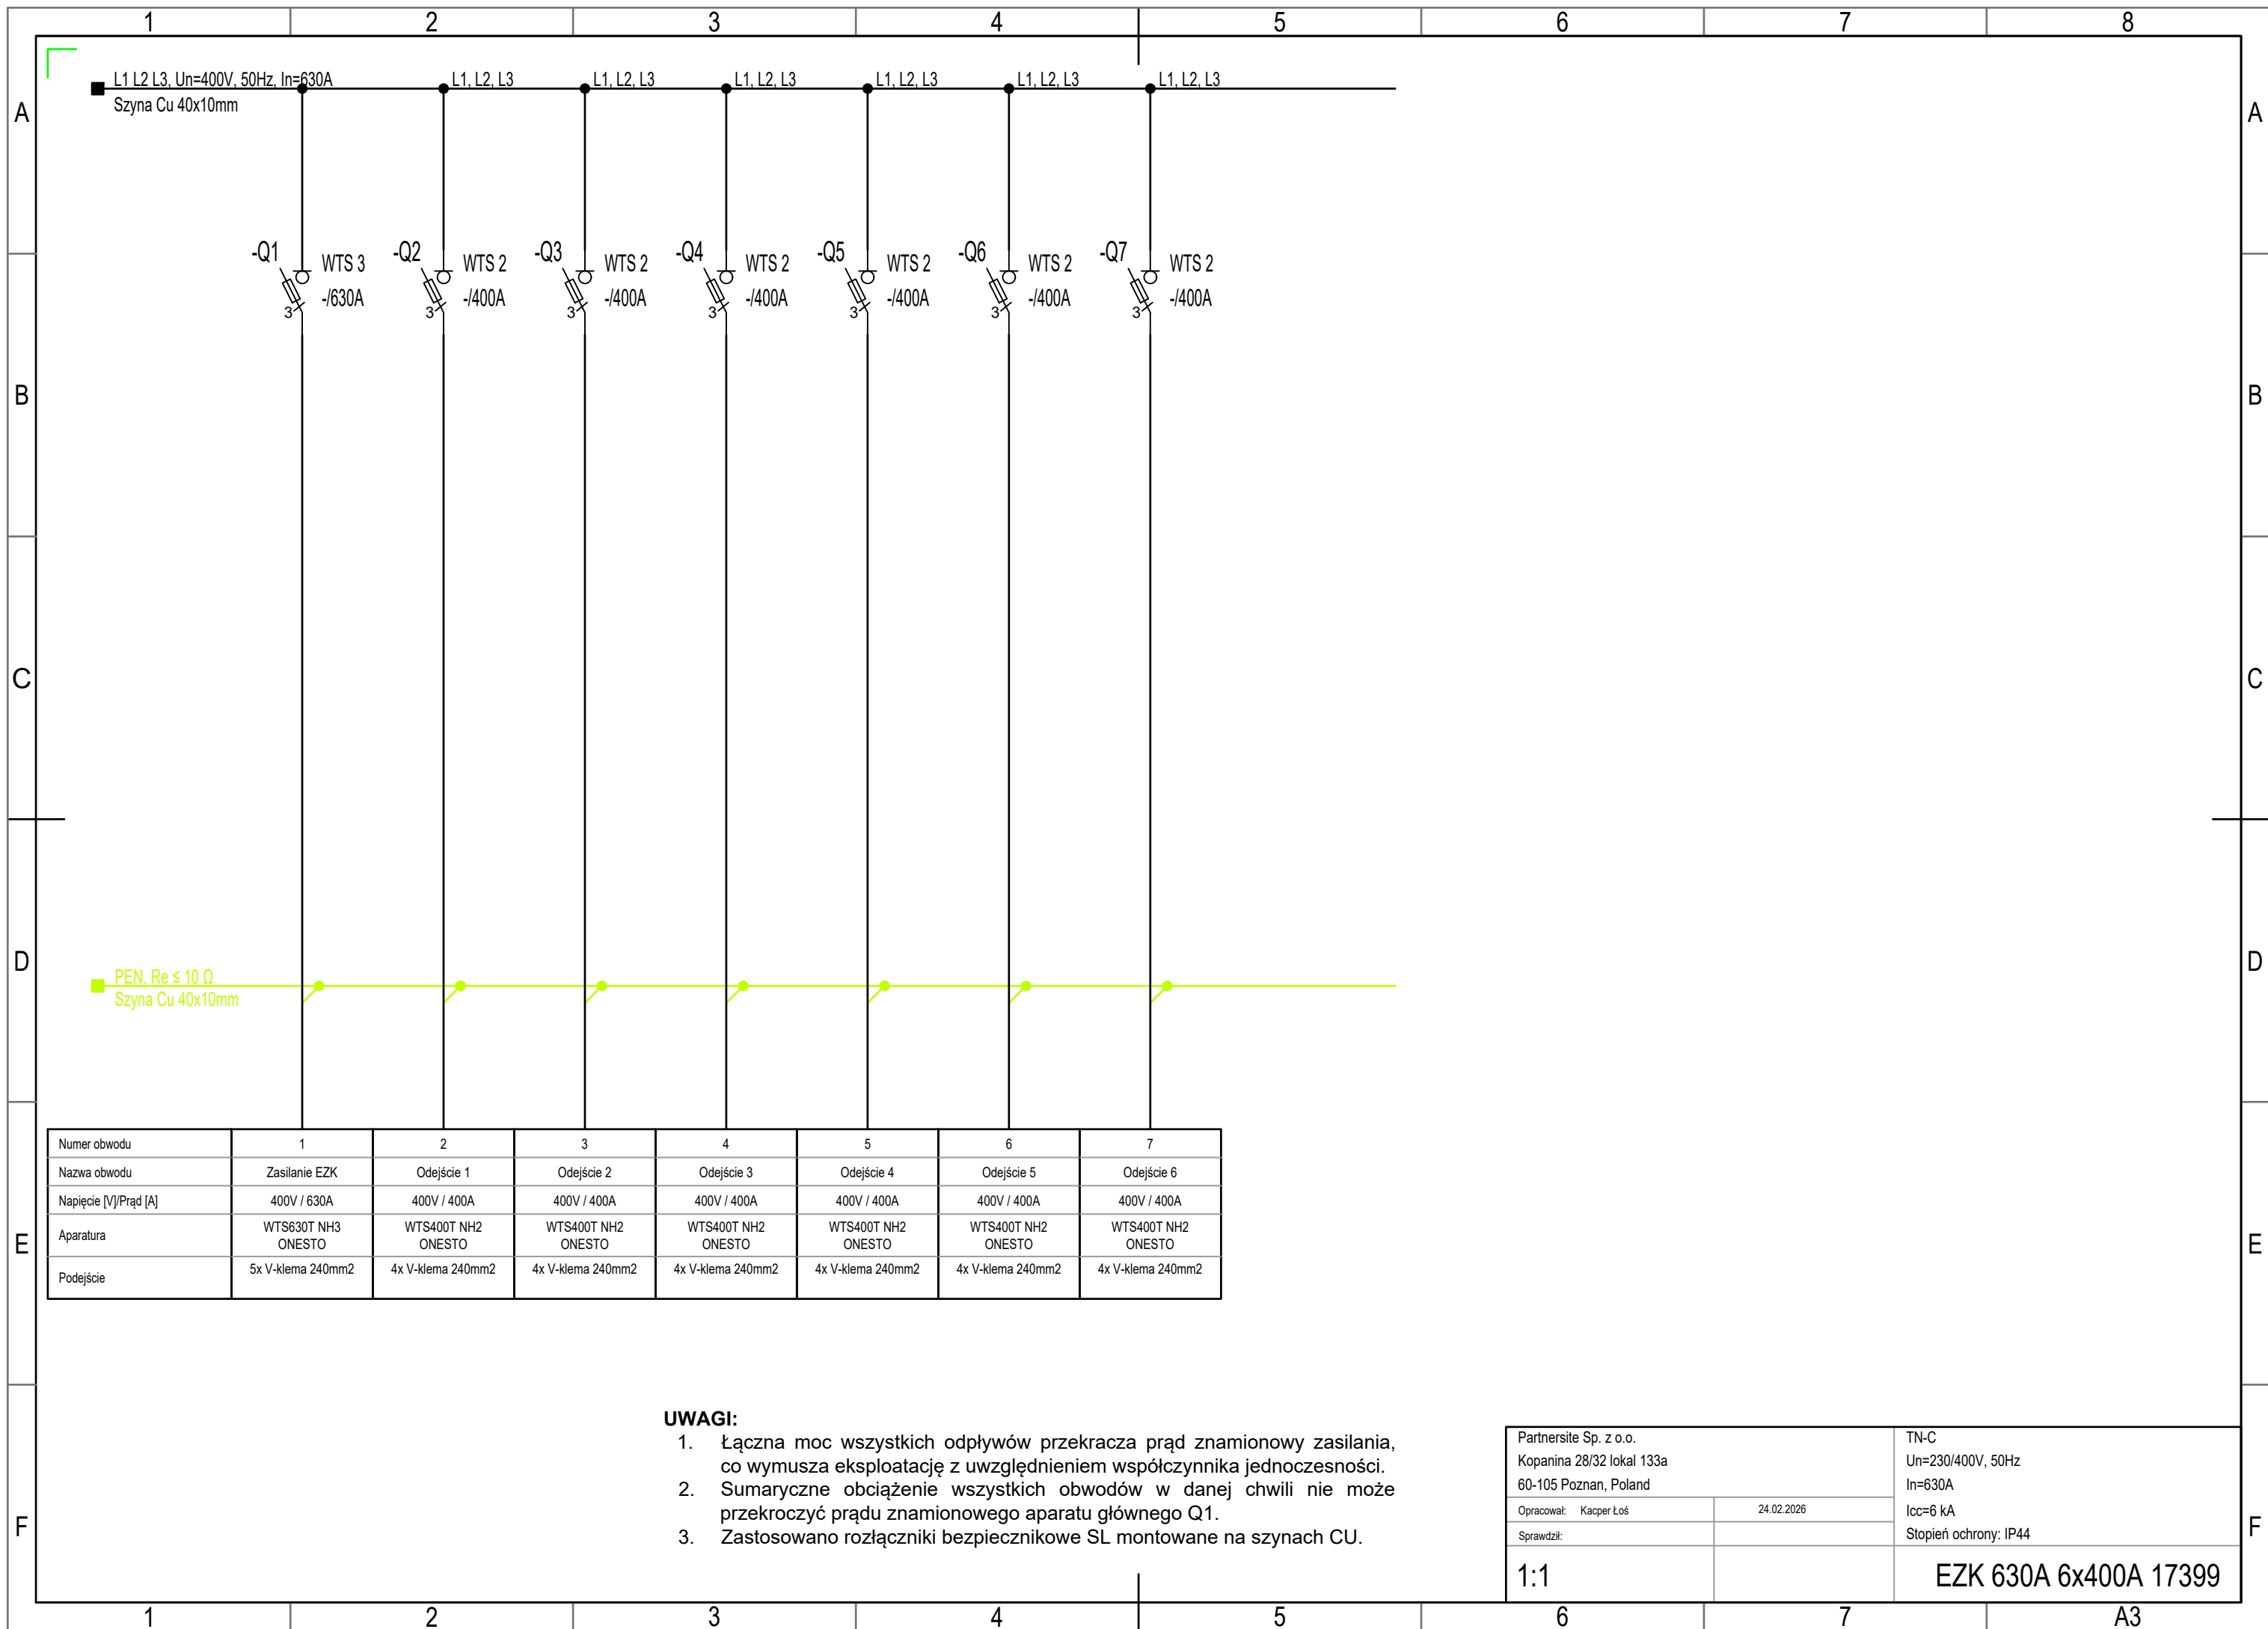 1 2 3 4 5 6 7 8
A A
L1 L2 L3, Un=400V, 50Hz, In=630A L1, L2, L3 L1, L2, L3 L1, L2, L3 L1, L2, L3 L1, L2, L3 L1, L2, L3
Szyna Cu 40x10mm
-Q1 -Q2 -Q3 -Q4 -Q5 -Q6 -Q7
WTS 3 WTS 2 WTS 2 WTS 2 WTS 2 WTS 2 WTS 2
-/630A -/400A -/400A -/400A -/400A -/400A -/400A
3 3 3 3 3 3 3
B B
C C
D D
PEN, Re ≤ 10 Ω
Szyna Cu 40x10mm
Numer obwodu 1 2 3 4 5 6 7
Nazwa obwodu Zasilanie EZK Odejście 1 Odejście 2 Odejście 3 Odejście 4 Odejście 5 Odejście 6
Napięcie [V]/Prąd [A] 400V / 630A 400V / 400A 400V / 400A 400V / 400A 400V / 400A 400V / 400A 400V / 400A
Aparatura WTS630T NH3 WTS400T NH2 WTS400T NH2 WTS400T NH2 WTS400T NH2 WTS400T NH2 WTS400T NH2
ONESTO ONESTO ONESTO ONESTO ONESTO ONESTO ONESTO
E E
Podejście 5x V-klema 240mm2 4x V-klema 240mm2 4x V-klema 240mm2 4x V-klema 240mm2 4x V-klema 240mm2 4x V-klema 240mm2 4x V-klema 240mm2
UWAGI:
1. Łączna moc wszystkich odpływów przekracza prąd znamionowy zasilania,
co wymusza eksploatację z uwzględnieniem współczynnika jednoczesności.
2. Sumaryczne obciążenie wszystkich obwodów w danej chwili nie może
przekroczyć prądu znamionowego aparatu głównego Q1.
3. Zastosowano rozłączniki bezpiecznikowe SL montowane na szynach CU.
Partnersite Sp. z o.o.
Kopanina 28/32 lokal 133a
60-105 Poznan, Poland
Opracował: Kacper Łoś 24.02.2026
Sprawdził:
1:1
TN-C
Un=230/400V, 50Hz
In=630A
Icc=6 kA
Stopień ochrony: IP44
EZK 630A 6x400A 17399
F F
1 2 3 4 5 6 7 A3